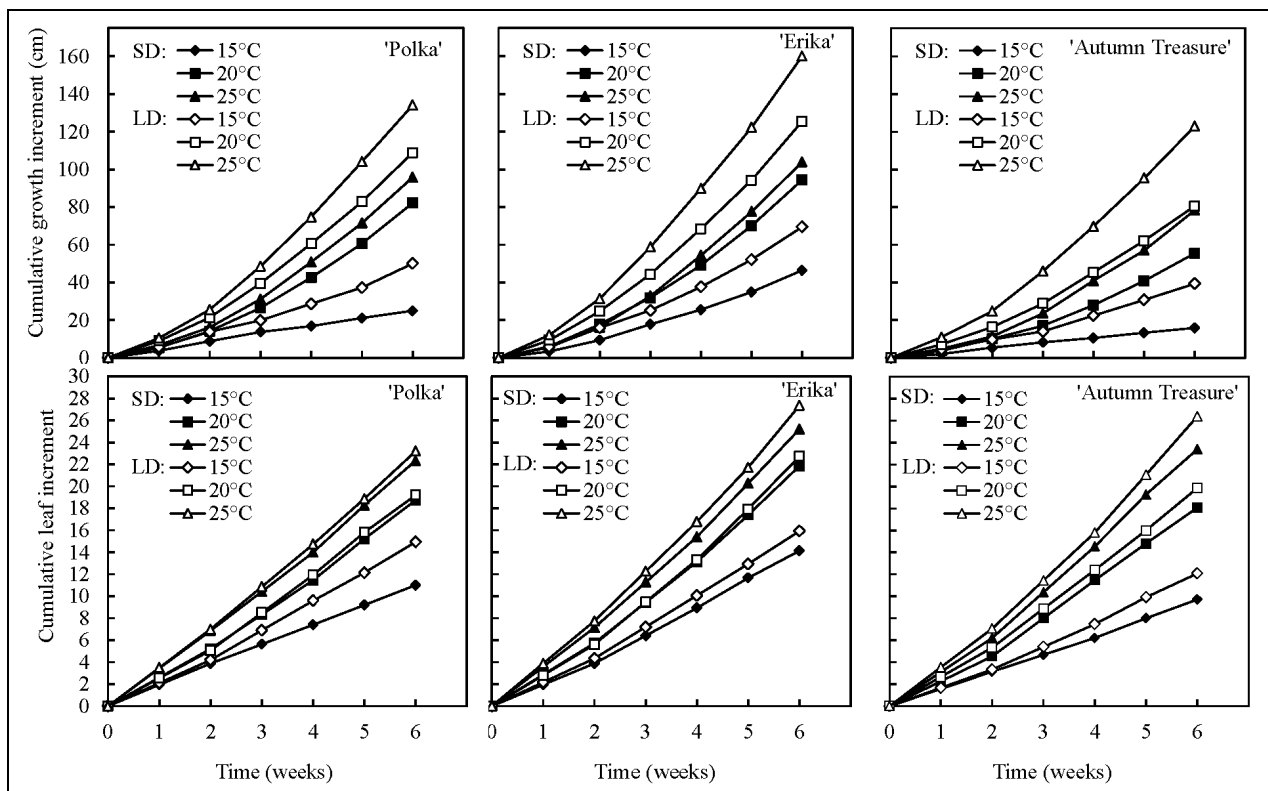 Cumulative growth increment (cm)
160
140
120
100
80
60
40
20
0
'Polka'
SD: 15°C
20°C
25°C
LD: 15°C
20°C
25°C
'Erika'
SD: 15°C
20°C
25°C
LD: 15°C
20°C
25°C
'Autumn Treasure'
SD: 15°C
20°C
25°C
LD: 15°C
20°C
25°C
Cumulative leaf increment
30
28
26
24
22
20
18
16
14
12
10
8
6
4
2
0
'Polka'
SD: 15°C
20°C
25°C
LD: 15°C
20°C
25°C
0 1 2 3 4 5 6
Time (weeks)
'Erika'
SD: 15°C
20°C
25°C
LD: 15°C
20°C
25°C
0 1 2 3 4 5 6
Time (weeks)
'Autumn Treasure'
SD: 15°C
20°C
25°C
LD: 15°C
20°C
25°C
0 1 2 3 4 5 6
Time (weeks)